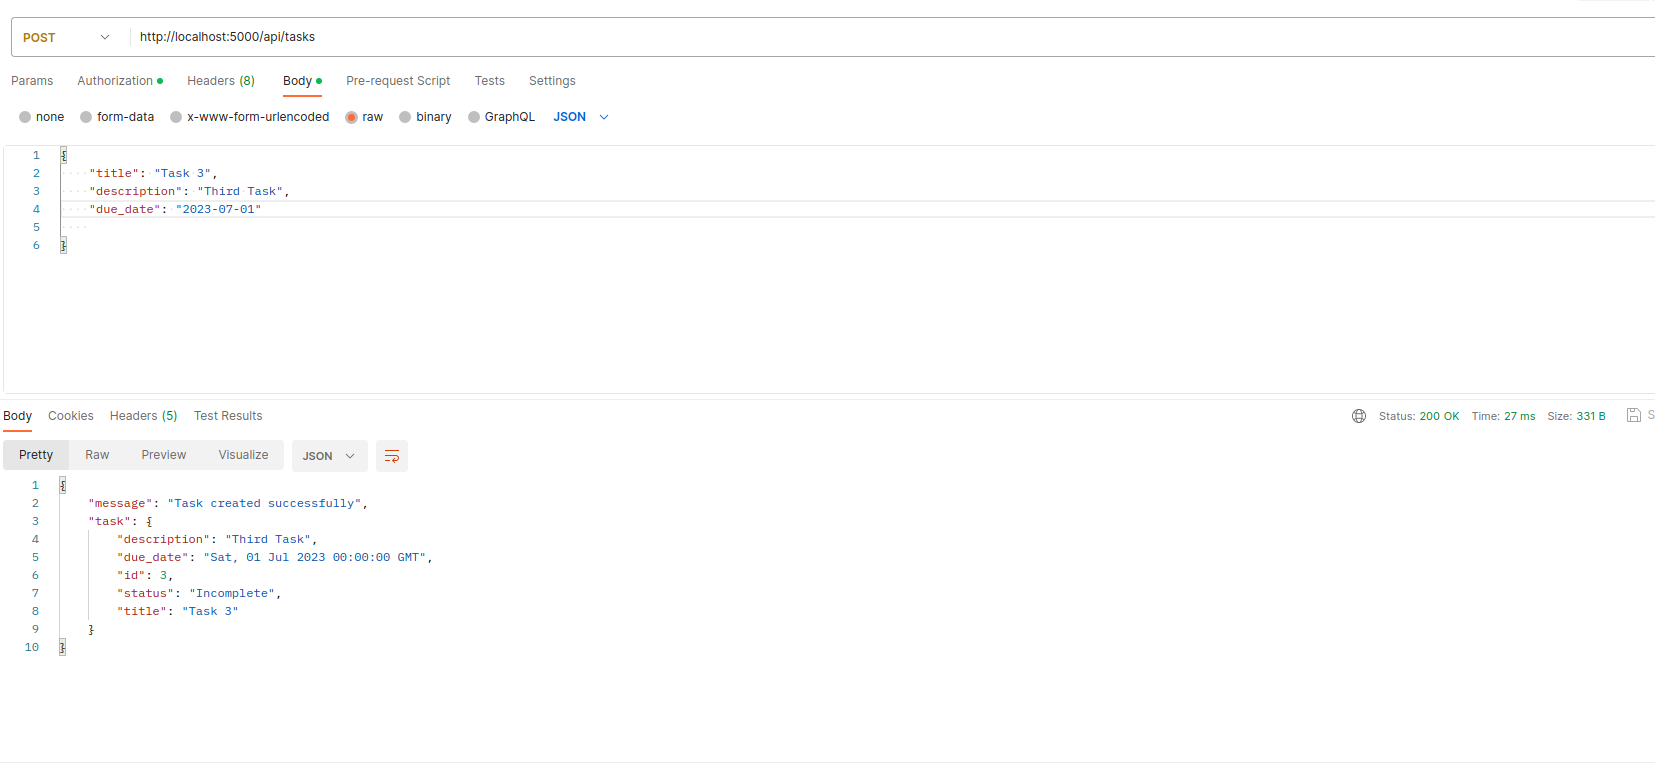 POST http://localhost:5000/api/tasks
Params Authorization Headers (8) Body Pre-request Script Tests Settings
none form-data x-www-form-urlencoded raw binary GraphQL JSON
1 {
2 "title": "Task 3",
3 "description": "Third Task",
4 "due_date": "2023-07-01"
5
6 }
Body Cookies Headers (5) Test Results Status: 200 OK Time: 27 ms Size: 331 B S
Pretty Raw Preview Visualize JSON
1 {
2 "message": "Task created successfully",
3 "task": {
4 "description": "Third Task",
5 "due_date": "Sat, 01 Jul 2023 00:00:00 GMT",
6 "id": 3,
7 "status": "Incomplete",
8 "title": "Task 3"
9 }
10 }